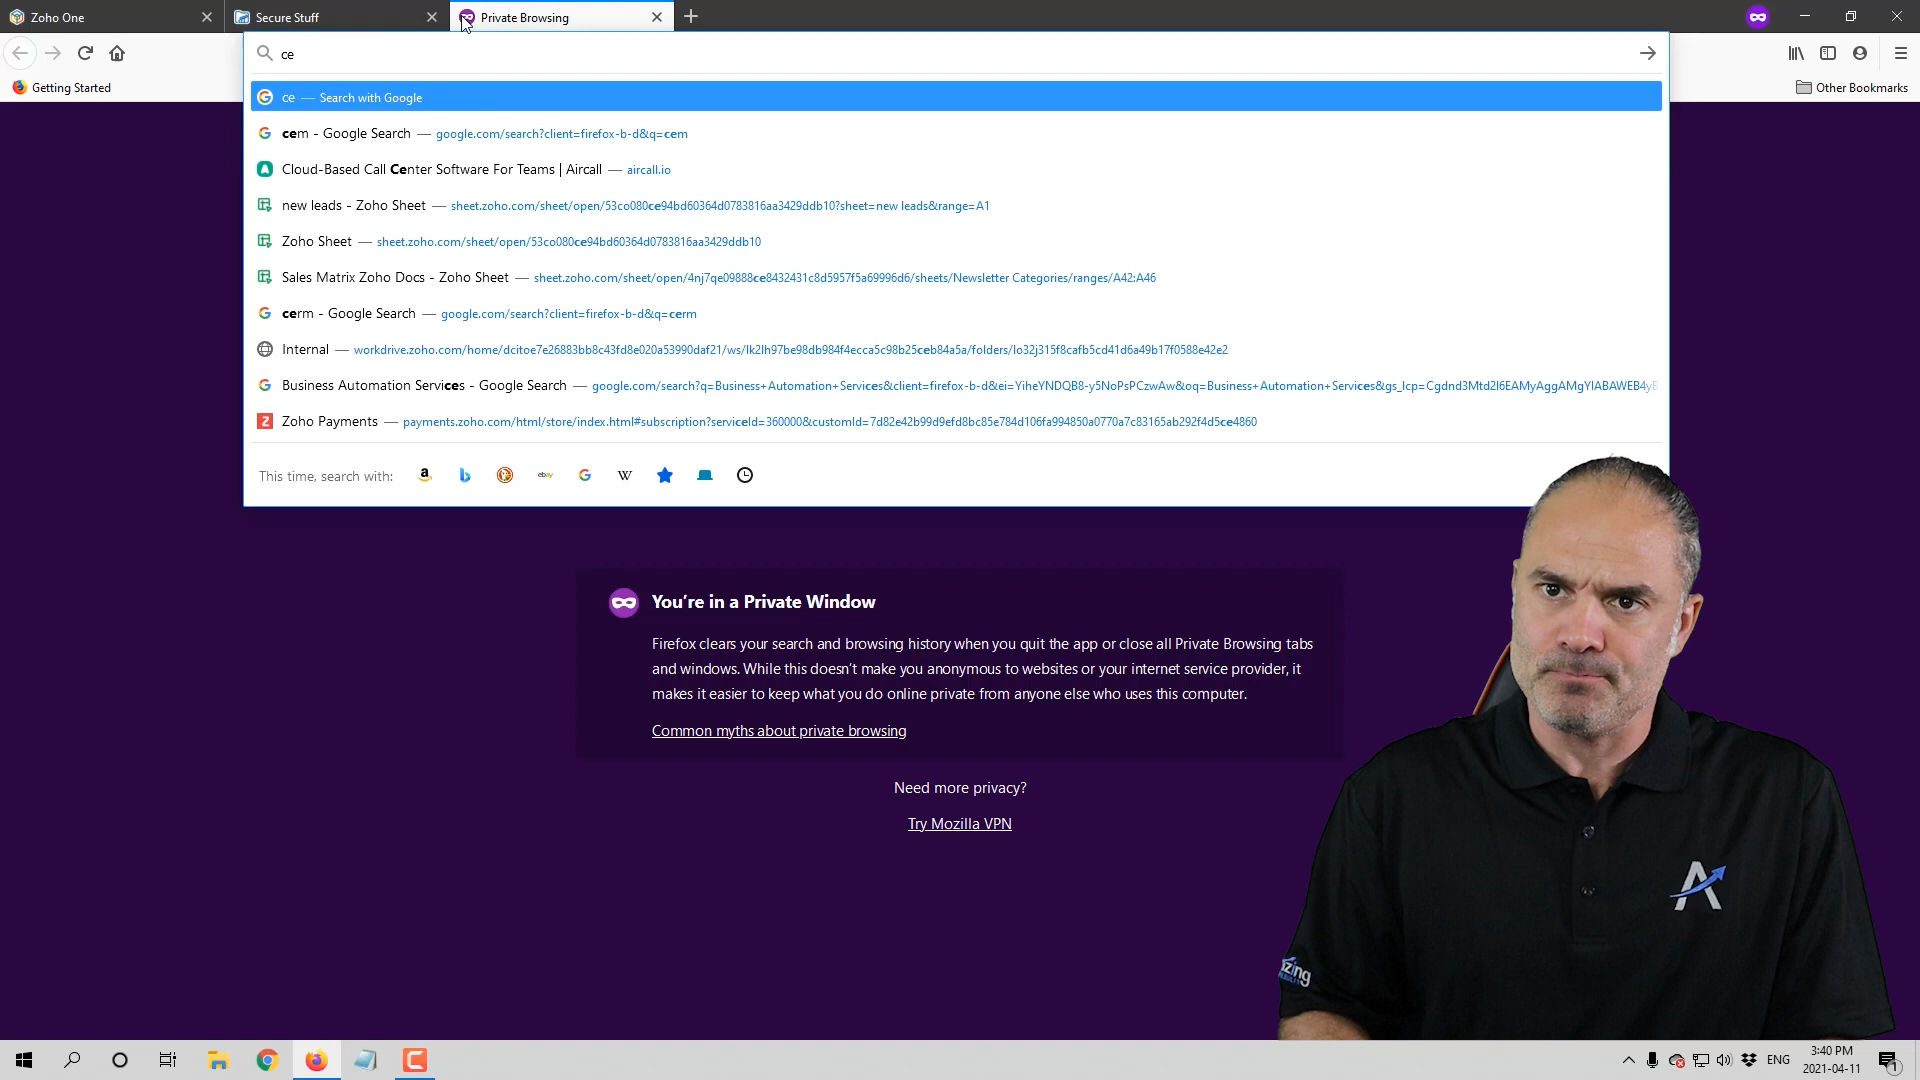 Zoho One
Secure Stuff
Private Browsing
ce
Getting Started
Other Bookmarks
ce — Search with Google
cem - Google Search — google.com/search?client=firefox-b-d&q=cem
Cloud-Based Call Center Software For Teams | Aircall — aircall.io
new leads - Zoho Sheet — sheet.zoho.com/sheet/open/53co080ce94bd60364d0783816aa3429ddb10?sheet=new leads&range=A1
Zoho Sheet — sheet.zoho.com/sheet/open/53co080ce94bd60364d0783816aa3429ddb10
Sales Matrix Zoho Docs - Zoho Sheet — sheet.zoho.com/sheet/open/4nj7qe09888ce8432431c8d5957f5a69996d6/sheets/Newsletter Categories/ranges/A42:A46
cerm - Google Search — google.com/search?client=firefox-b-d&q=cerm
Internal — workdrive.zoho.com/home/dcitoe7e26883bb8c43fd8e020a53990daf21/ws/lk2lh97be98db984f4ecca5c98b25ceb84a5a/folders/lo32j315f8cafb5cd41d6a49b17f0588e42e2
Business Automation Services - Google Search — google.com/search?q=Business+Automation+Services&client=firefox-b-d&ei=YiheYNDQB8-y5NoPsPCzwAw&oq=Business+Automation+Services&gs_lcp=Cgdnd3Mtd2l6EAMyAggAMgYIABAWEB4yB
Zoho Payments — payments.zoho.com/html/store/index.html#subscription?serviceId=360000&customId=7d82e42b99d9efd8bc85e784d106fa994850a0770a7c83165ab292f4d5ce4860
This time, search with:
ebay
You're in a Private Window
Firefox clears your search and browsing history when you quit the app or close all Private Browsing tabs
and windows. While this doesn't make you anonymous to websites or your internet service provider, it
makes it easier to keep what you do online private from anyone else who uses this computer.
Common myths about private browsing
Need more privacy?
Try Mozilla VPN
ENG
3:40 PM
2021-04-11
1